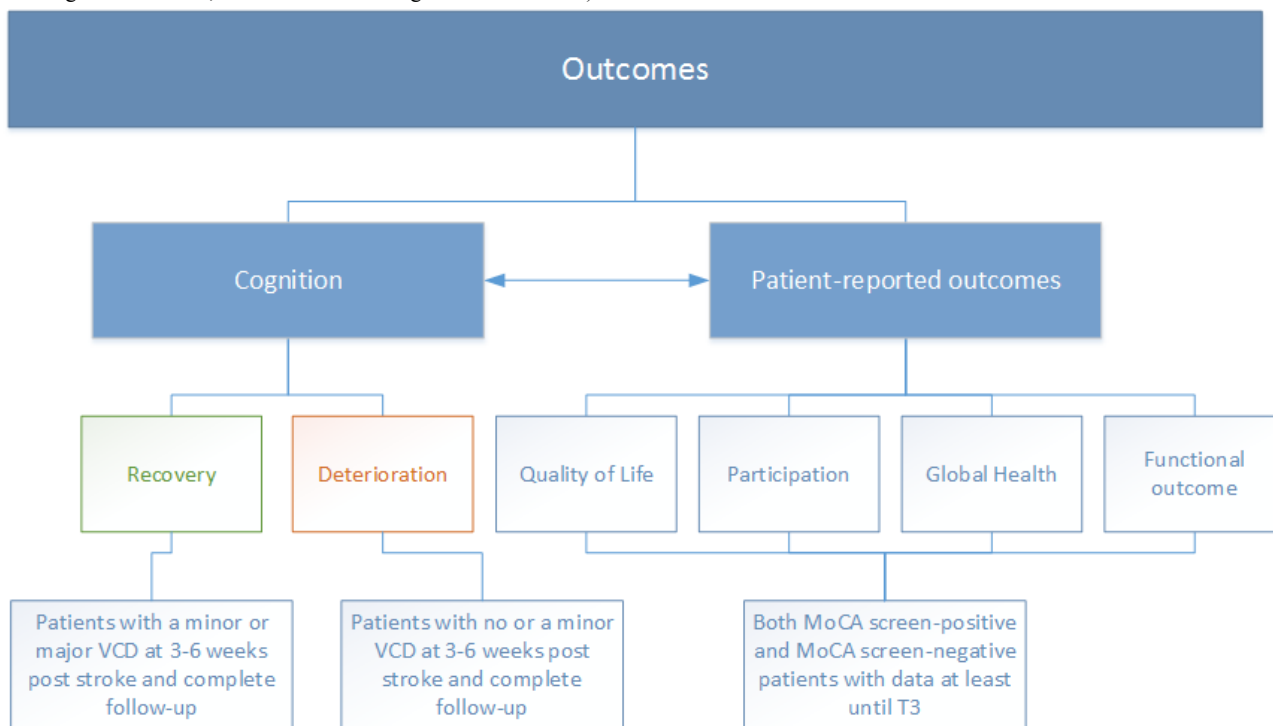 Outcomes
Cognition
Patient-reported outcomes
Recovery
Deterioration
Quality of Life
Participation
Global Health
Functional
outcome
Patients with a minor or
major VCD at 3-6 weeks
post stroke and complete
follow-up
Patients with no or a minor
VCD at 3-6 weeks post
stroke and complete
follow-up
Both MoCA screen-positive
and MoCA screen-negative
patients with data at least
until T3